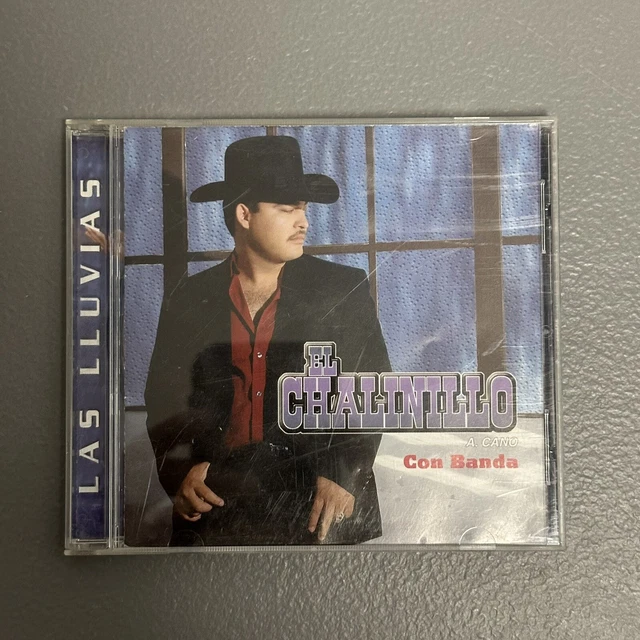 LAS LLUVIAS
EL
CHALINILLO
A. CANO
Con Banda